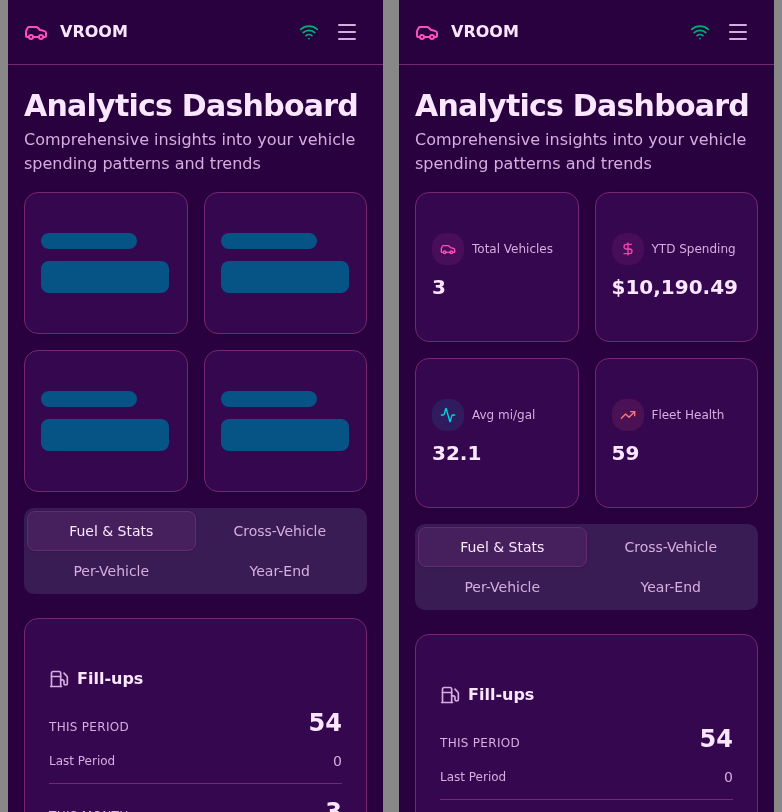 VROOM
Analytics Dashboard
Comprehensive insights into your vehicle
spending patterns and trends
Fuel & Stats
Cross-Vehicle
Per-Vehicle
Year-End
Fill-ups
THIS PERIOD
54
Last Period
0
THIS MONTH
3
VROOM
Analytics Dashboard
Comprehensive insights into your vehicle
spending patterns and trends
Total Vehicles
3
YTD Spending
$10,190.49
Avg mi/gal
32.1
Fleet Health
59
Fuel & Stats
Cross-Vehicle
Per-Vehicle
Year-End
Fill-ups
THIS PERIOD
54
Last Period
0